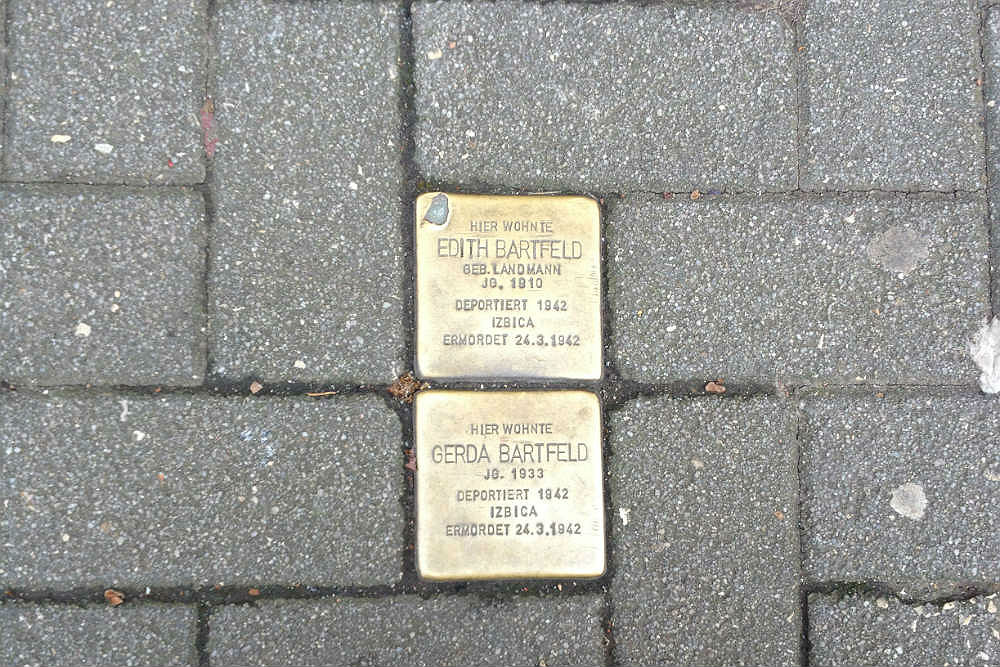 HIER WOHNTE
EDITH BARTFELD
GEB. LANDMANN
JG. 1910
DEPORTIERT 1942
IZBICA
ERMORDET 24.3.1942
HIER WOHNTE
GERDA BARTFELD
JG. 1933
DEPORTIERT 1942
IZBICA
ERMORDET 24.3.1942